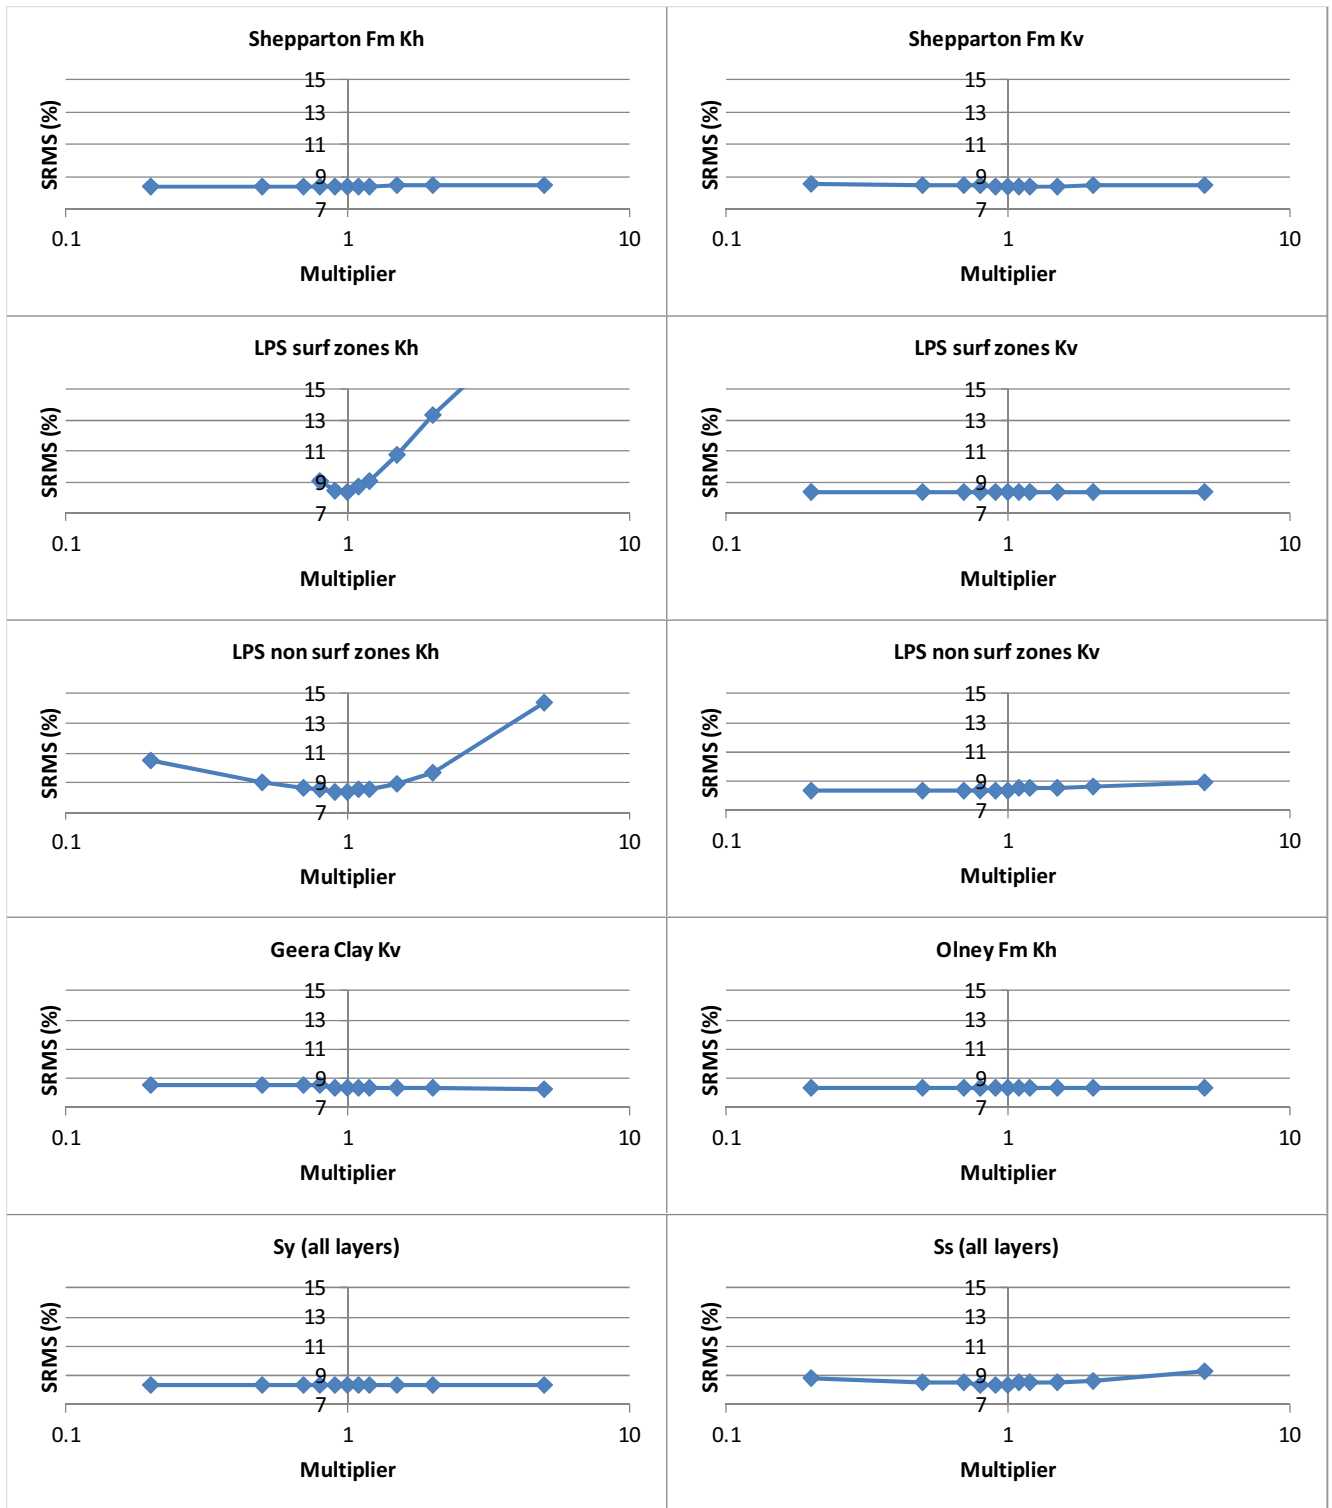 Shepparton Fm Kh
15
13
11
9
7
SRMS (%)
0.1 1 10
Multiplier
Shepparton Fm Kv
15
13
11
9
7
SRMS (%)
0.1 1 10
Multiplier
LPS surf zones Kh
15
13
11
9
7
SRMS (%)
0.1 1 10
Multiplier
LPS surf zones Kv
15
13
11
9
7
SRMS (%)
0.1 1 10
Multiplier
LPS non surf zones Kh
15
13
11
9
7
SRMS (%)
0.1 1 10
Multiplier
LPS non surf zones Kv
15
13
11
9
7
SRMS (%)
0.1 1 10
Multiplier
Geera Clay Kv
15
13
11
9
7
SRMS (%)
0.1 1 10
Multiplier
Olney Fm Kh
15
13
11
9
7
SRMS (%)
0.1 1 10
Multiplier
Sy (all layers)
15
13
11
9
7
SRMS (%)
0.1 1 10
Multiplier
Ss (all layers)
15
13
11
9
7
SRMS (%)
0.1 1 10
Multiplier